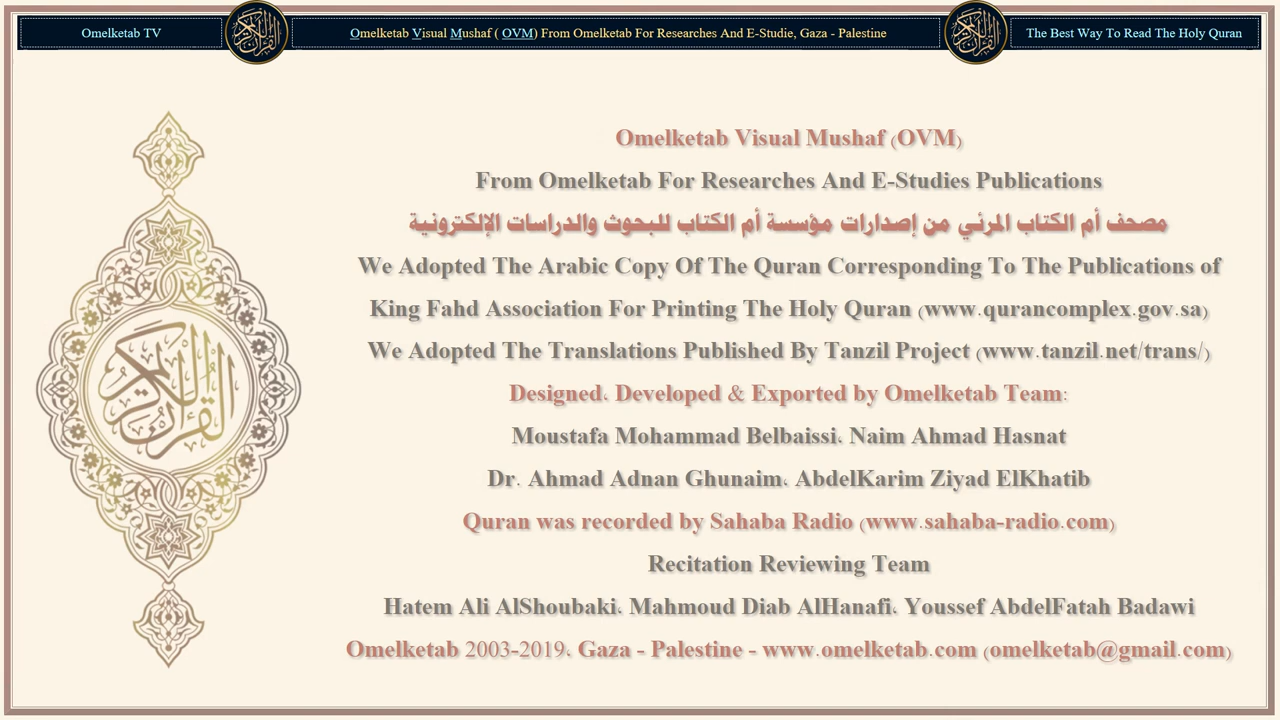 Omelketab TV
Omelketab Visual Mushaf ( OVM) From Omelketab For Researches And E-Studie, Gaza - Palestine
The Best Way To Read The Holy Quran
القرآن الكريم
Omelketab Visual Mushaf (OVM)
From Omelketab For Researches And E-Studies Publications
مصحف أم الكتاب المرئي من إصدارات مؤسسة أم الكتاب للبحوث والدراسات الإلكترونية
We Adopted The Arabic Copy Of The Quran Corresponding To The Publications of
King Fahd Association For Printing The Holy Quran (www.qurancomplex.gov.sa)
We Adopted The Translations Published By Tanzil Project (www.tanzil.net/trans/)
Designed، Developed & Exported by Omelketab Team:
Moustafa Mohammad Belbaissi، Naim Ahmad Hasnat
Dr. Ahmad Adnan Ghunaim، AbdelKarim Ziyad ElKhatib
Quran was recorded by Sahaba Radio (www.sahaba-radio.com)
Recitation Reviewing Team
Hatem Ali AlShoubaki، Mahmoud Diab AlHanafi، Youssef AbdelFatah Badawi
Omelketab 2003-2019، Gaza - Palestine - www.omelketab.com (omelketab@gmail.com)